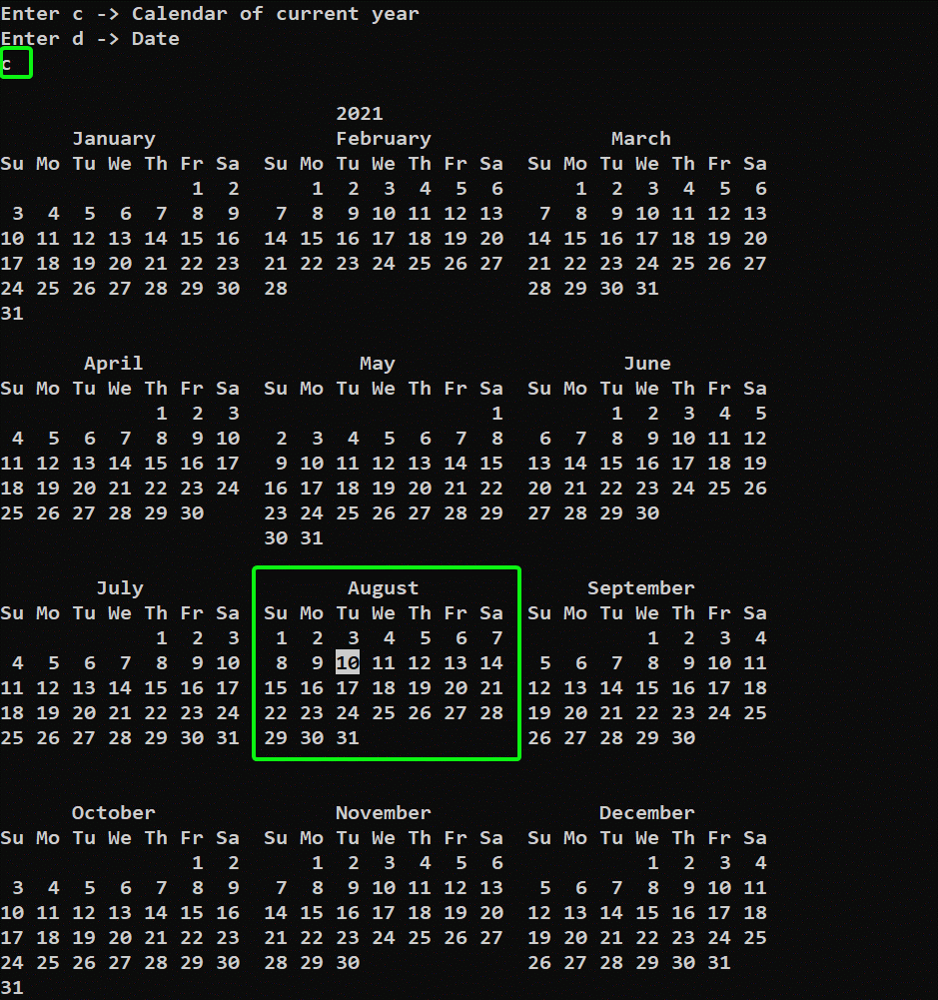 Enter c -> Calendar of current year
Enter d -> Date
c
2021
January February March
Su Mo Tu We Th Fr Sa Su Mo Tu We Th Fr Sa Su Mo Tu We Th Fr Sa
1 2 1 2 3 4 5 6 1 2 3 4 5 6
3 4 5 6 7 8 9 7 8 9 10 11 12 13 7 8 9 10 11 12 13
10 11 12 13 14 15 16 14 15 16 17 18 19 20 14 15 16 17 18 19 20
17 18 19 20 21 22 23 21 22 23 24 25 26 27 21 22 23 24 25 26 27
24 25 26 27 28 29 30 28 28 29 30 31
31
April May June
Su Mo Tu We Th Fr Sa Su Mo Tu We Th Fr Sa Su Mo Tu We Th Fr Sa
1 2 3 1 1 2 3 4 5
4 5 6 7 8 9 10 2 3 4 5 6 7 8 6 7 8 9 10 11 12
11 12 13 14 15 16 17 9 10 11 12 13 14 15 13 14 15 16 17 18 19
18 19 20 21 22 23 24 16 17 18 19 20 21 22 20 21 22 23 24 25 26
25 26 27 28 29 30 23 24 25 26 27 28 29 27 28 29 30
30 31
July August September
Su Mo Tu We Th Fr Sa Su Mo Tu We Th Fr Sa Su Mo Tu We Th Fr Sa
1 2 3 1 2 3 4 5 6 7 1 2 3 4
4 5 6 7 8 9 10 8 9 10 11 12 13 14 5 6 7 8 9 10 11
11 12 13 14 15 16 17 15 16 17 18 19 20 21 12 13 14 15 16 17 18
18 19 20 21 22 23 24 22 23 24 25 26 27 28 19 20 21 22 23 24 25
25 26 27 28 29 30 31 29 30 31 26 27 28 29 30
October November December
Su Mo Tu We Th Fr Sa Su Mo Tu We Th Fr Sa Su Mo Tu We Th Fr Sa
1 2 1 2 3 4 5 6 1 2 3 4
3 4 5 6 7 8 9 7 8 9 10 11 12 13 5 6 7 8 9 10 11
10 11 12 13 14 15 16 14 15 16 17 18 19 20 12 13 14 15 16 17 18
17 18 19 20 21 22 23 21 22 23 24 25 26 27 19 20 21 22 23 24 25
24 25 26 27 28 29 30 28 29 30 26 27 28 29 30 31
31